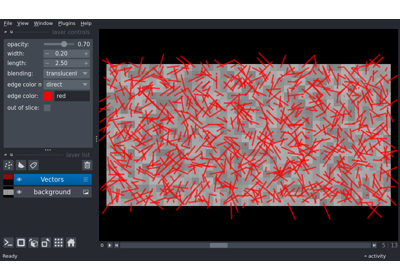 File View Window Plugins Help
layer controls
opacity: 0.70
width: 0.20
length: 2.50
blending: translucent
edge color m direct
edge color: red
out of slice:
layer list
Vectors
background
0 5 13
Ready activity